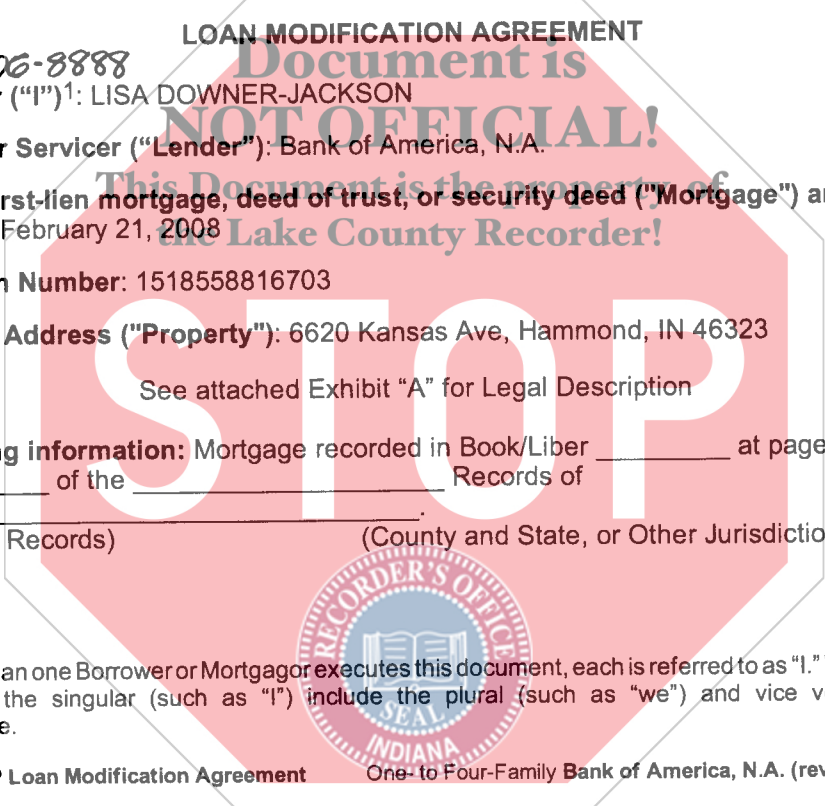 LOAN MODIFICATION AGREEMENT
Document is
06-8888
("I")1: LISA DOWNER-JACKSON
NOT OFFICIAL!
r Servicer ("Lender"): Bank of America, N.A.
This Document is the property of
rst-lien mortgage, deed of trust, or security deed ("Mortgage") a
February 21, 2008
the Lake County Recorder!
n Number: 1518558816703
Address ("Property"): 6620 Kansas Ave, Hammond, IN 46323
STOP
See attached Exhibit "A" for Legal Description
g information: Mortgage recorded in Book/Liber _________ at page
____ of the ____________________ Records of
____________________________.
Records) (County and State, or Other Jurisdictio
RECORDER'S OFFICE
SEAL
INDIANA
an one Borrower or Mortgagor executes this document, each is referred to as "I."
the singular (such as "I") include the plural (such as "we") and vice v
e.
Loan Modification Agreement One- to Four-Family Bank of America, N.A. (rev